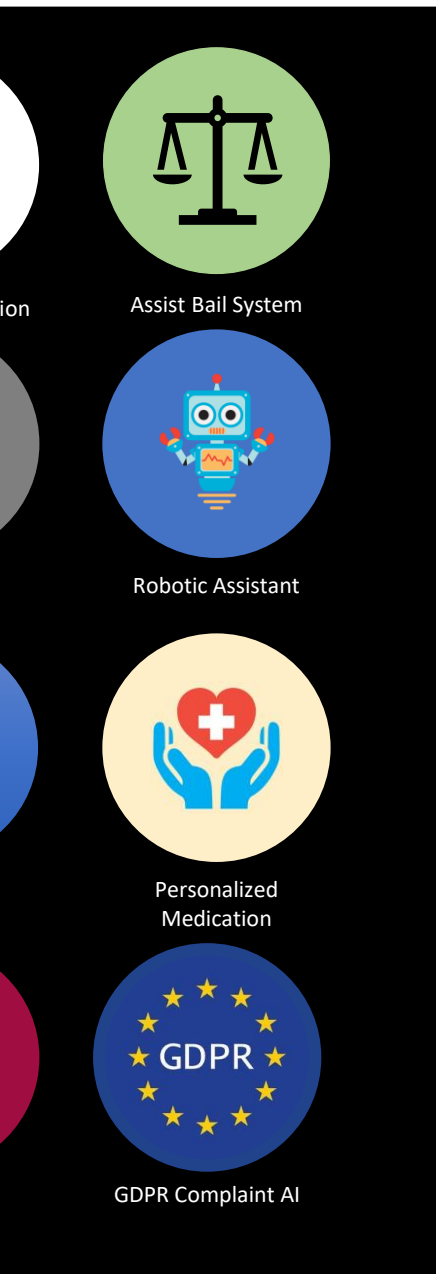 ion
Assist Bail System
Robotic Assistant
Personalized
Medication
GDPR
GDPR Complaint AI